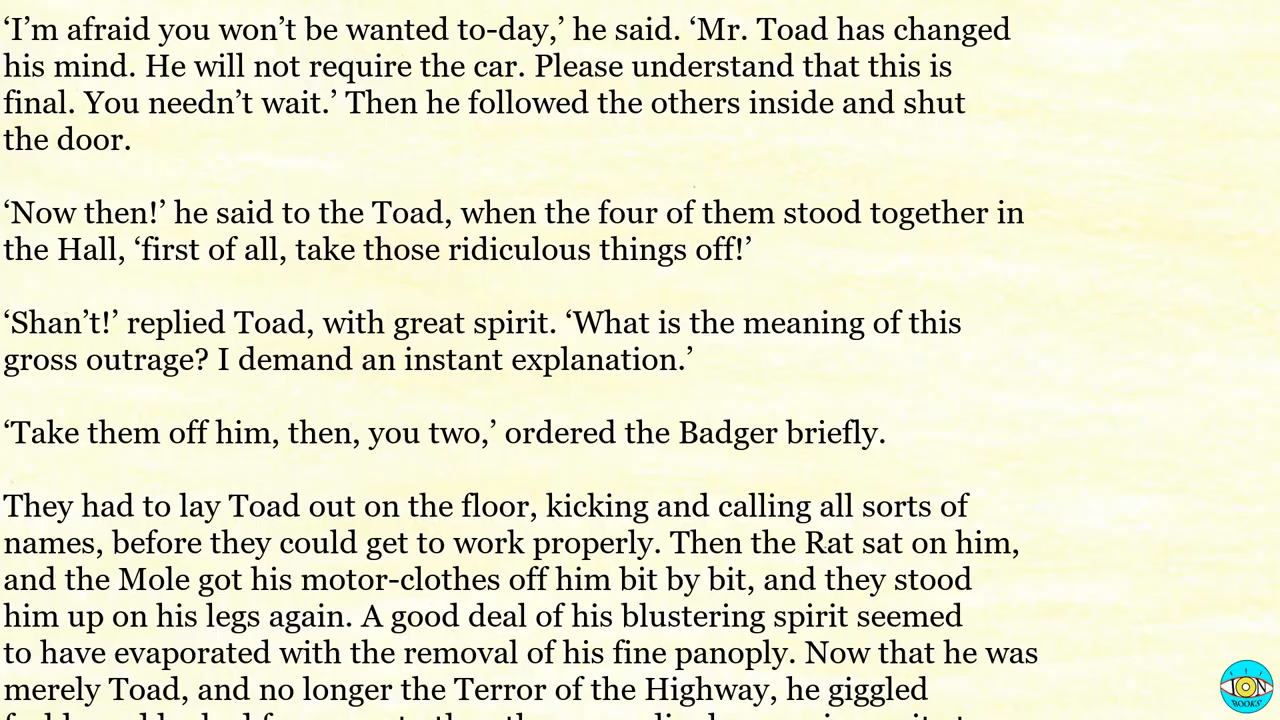 ‘I’m afraid you won’t be wanted to-day,’ he said. ‘Mr. Toad has changed
his mind. He will not require the car. Please understand that this is
final. You needn’t wait.’ Then he followed the others inside and shut
the door.
‘Now then!’ he said to the Toad, when the four of them stood together in
the Hall, ‘first of all, take those ridiculous things off!’
‘Shan’t!’ replied Toad, with great spirit. ‘What is the meaning of this
gross outrage? I demand an instant explanation.’
‘Take them off him, then, you two,’ ordered the Badger briefly.
They had to lay Toad out on the floor, kicking and calling all sorts of
names, before they could get to work properly. Then the Rat sat on him,
and the Mole got his motor-clothes off him bit by bit, and they stood
him up on his legs again. A good deal of his blustering spirit seemed
to have evaporated with the removal of his fine panoply. Now that he was
merely Toad, and no longer the Terror of the Highway, he giggled
ION
BOOKS